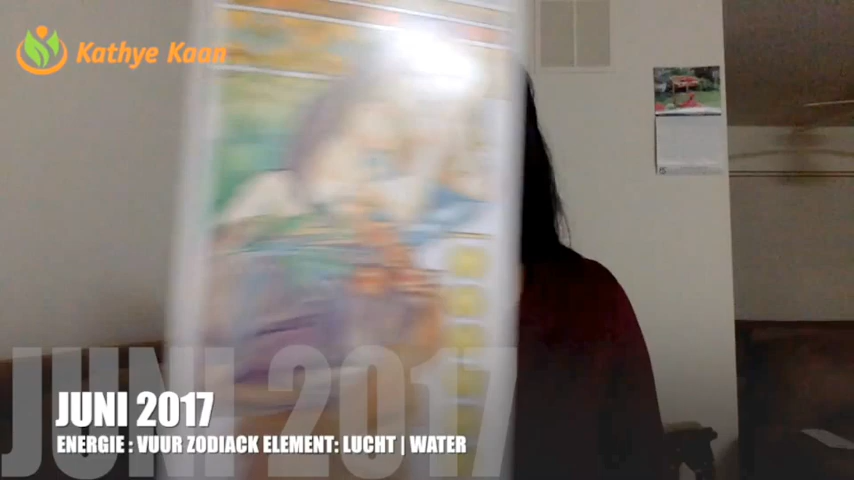 Kathye Kaan
JUNI 2017
JUNI 2017
ENERGIE : VUUR ZODIACK ELEMENT: LUCHT | WATER